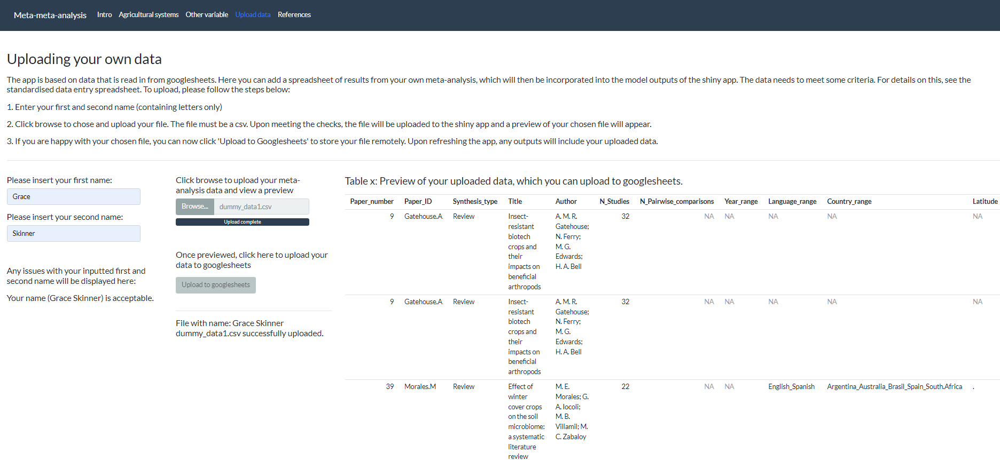 Meta-meta-analysis Intro Agricultural systems Other variable Upload data References
Uploading your own data
The app is based on data that is read in from googlesheets. Here you can add a spreadsheet of results from your own meta-analysis, which will then be incorporated into the model outputs of the shiny app. The data needs to meet some criteria. For details on this, see the
standardised data entry spreadsheet. To upload, please follow the steps below:
1. Enter your first and second name (containing letters only)
2. Click browse to chose and upload your file. The file must be a csv. Upon meeting the checks, the file will be uploaded to the shiny app and a preview of your chosen file will appear.
3. If you are happy with your chosen file, you can now click 'Upload to Googlesheets' to store your file remotely. Upon refreshing the app, any outputs will include your uploaded data.
Please insert your first name:
Grace
Please insert your second name:
Skinner
Any issues with your inputted first and
second name will be displayed here:
Your name (Grace Skinner) is acceptable.
Click browse to upload your meta-
analysis data and view a preview
Browse... dummy_data1.csv
Upload complete
Once previewed, click here to upload your
data to googlesheets
Upload to googlesheets
File with name: Grace Skinner
dummy_data1.csv successfully uploaded.
Table x: Preview of your uploaded data, which you can upload to googlesheets.
Paper_number Paper_ID Synthesis_type Title Author N_Studies N_Pairwise_comparisons Year_range Language_range Country_range Latitude
9 Gatehouse.A Review Insect- A. M. R. 32 NA NA NA NA NA
resistant Gatehouse;
biotech N. Ferry;
crops and M. G.
their Edwards;
impacts on H. A. Bell
beneficial
arthropods
9 Gatehouse.A Review Insect- A. M. R. 32 NA NA NA NA NA
resistant Gatehouse;
biotech N. Ferry;
crops and M. G.
their Edwards;
impacts on H. A. Bell
beneficial
arthropods
39 Morales.M Review Effect of M. E. 22 NA NA English_Spanish Argentina_Australia_Brasil_Spain_South.Africa .
winter Morales; G.
cover crops A. Iocoli;
on the soil M. B.
microbiome: Villamil; M.
a systematic C. Zabaloy
literature
review